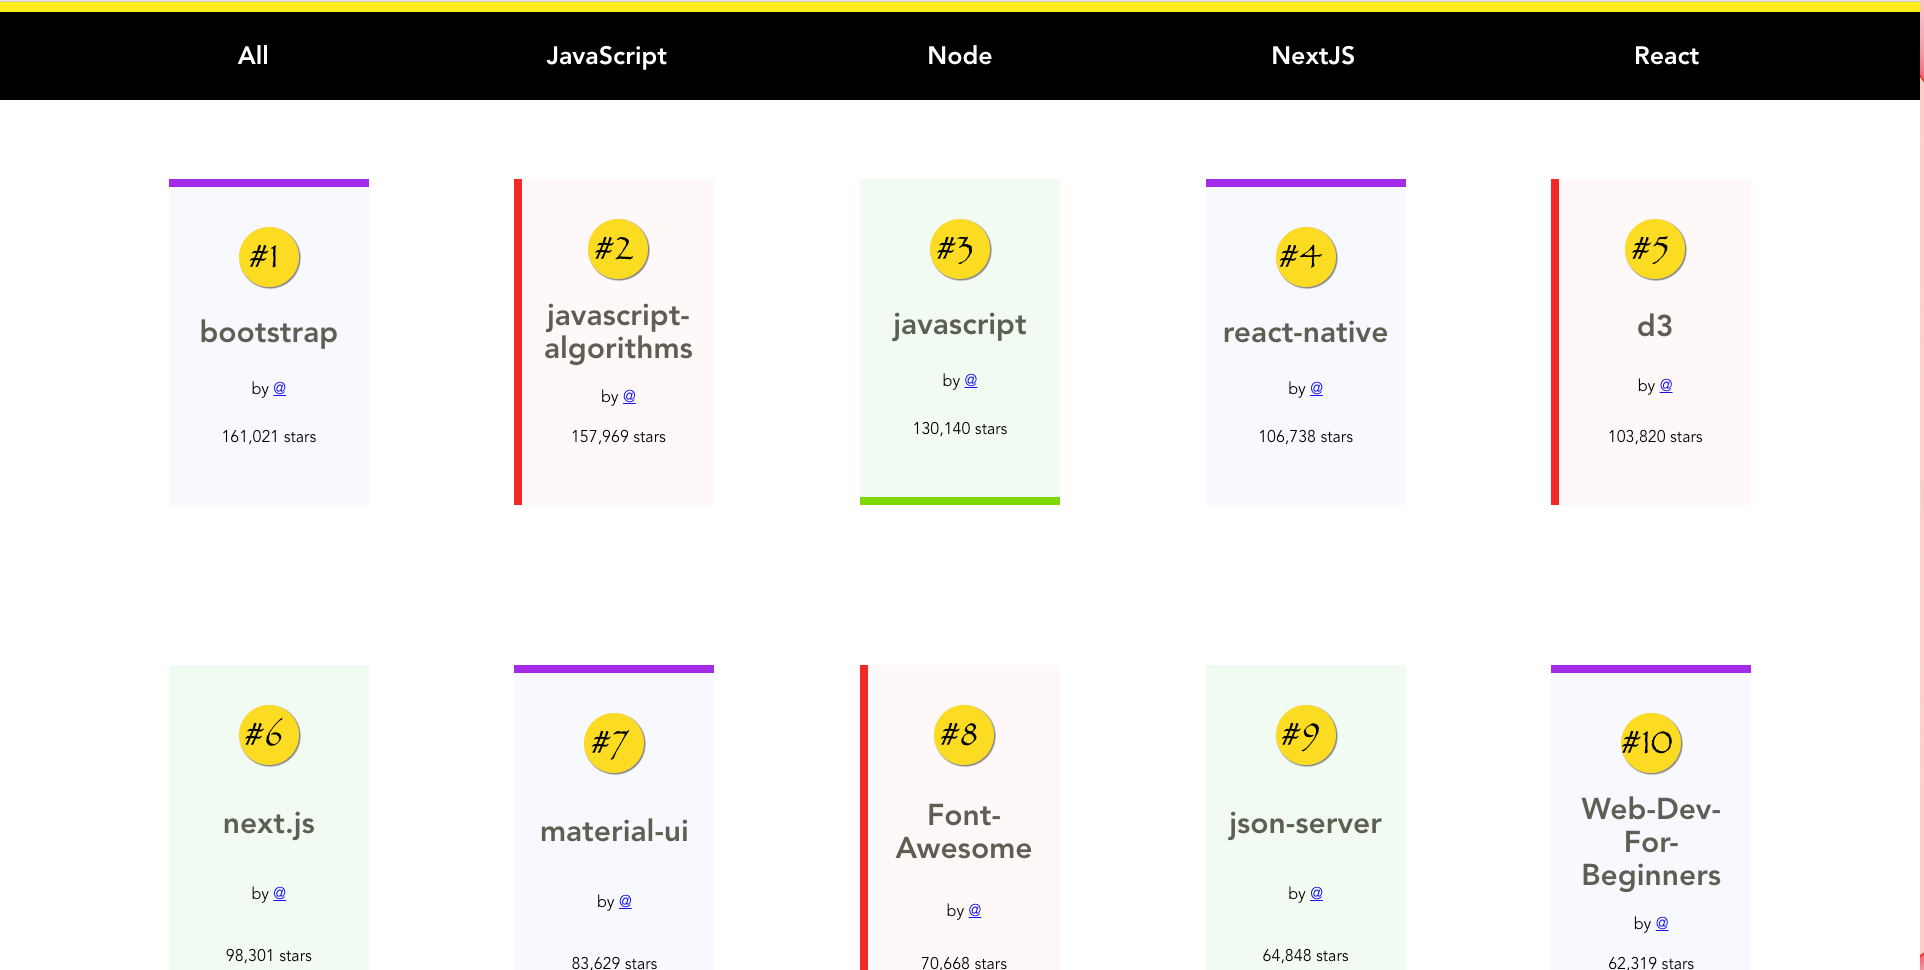 All JavaScript Node NextJS React
#1
bootstrap
by @
161,021 stars
#2
javascript-
algorithms
by @
157,969 stars
#3
javascript
by @
130,140 stars
#4
react-native
by @
106,738 stars
#5
d3
by @
103,820 stars
#6
next.js
by @
98,301 stars
#7
material-ui
by @
83,629 stars
#8
Font-
Awesome
by @
70,668 stars
#9
json-server
by @
64,848 stars
#10
Web-Dev-
For-
Beginners
by @
62,319 stars